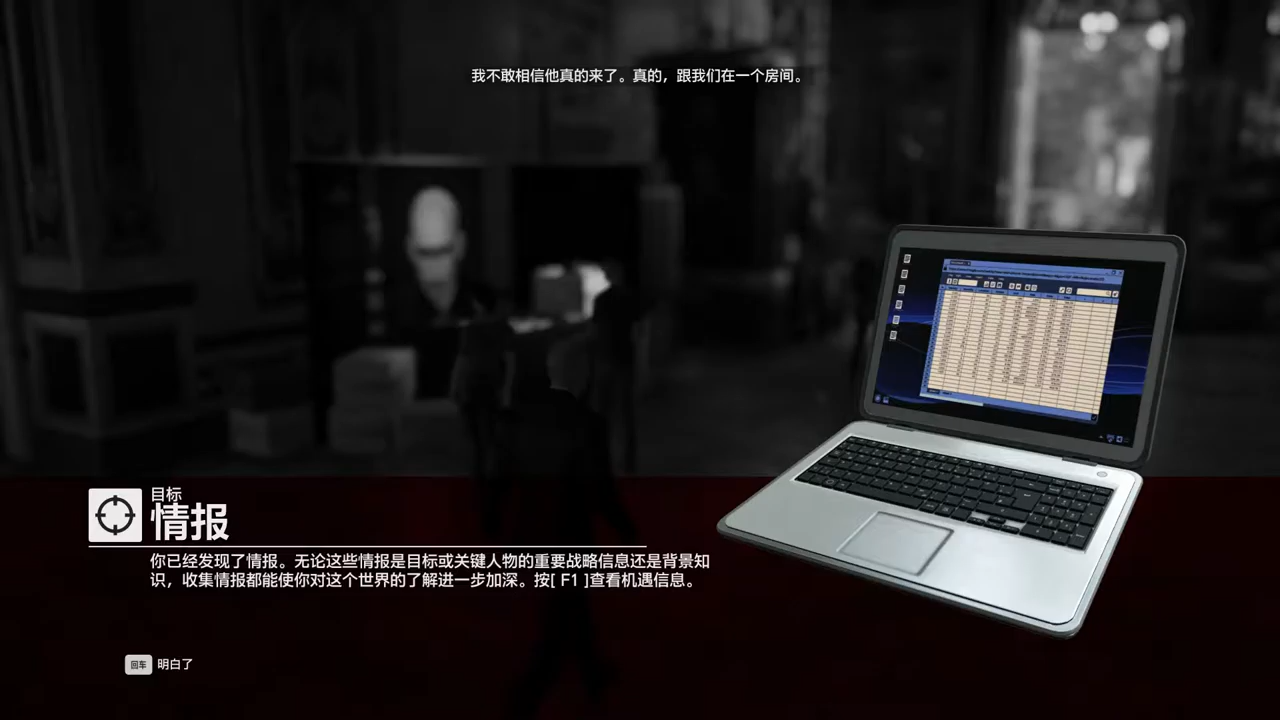 我不敢相信他真的来了。真的，跟我们在一个房间。
目标
情报
你已经发现了情报。无论这些情报是目标或关键人物的重要战略信息还是背景知
识，收集情报都能使你对这个世界的了解进一步加深。按[ F1 ]查看机遇信息。
回车 明白了